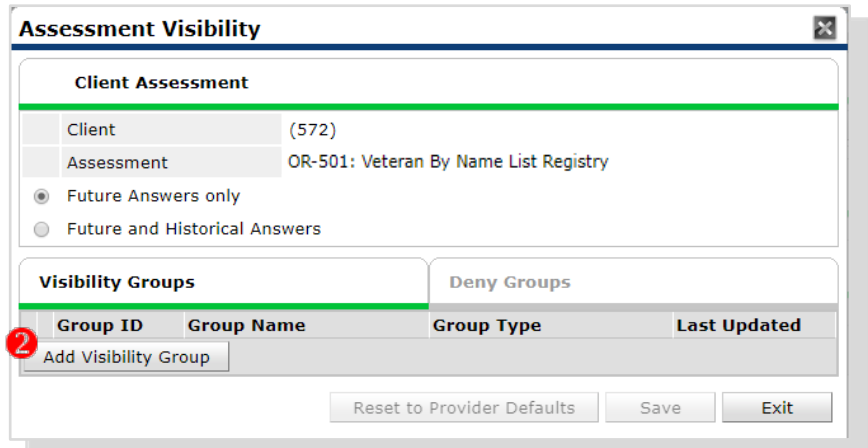 Assessment Visibility
Client Assessment
Client (572)
Assessment OR-501: Veteran By Name List Registry
Future Answers only
Future and Historical Answers
Visibility Groups Deny Groups
Group ID Group Name Group Type Last Updated
2
Add Visibility Group
Reset to Provider Defaults Save Exit